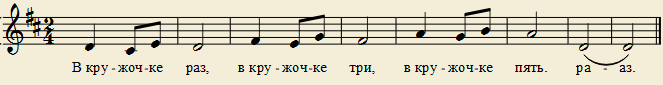 В кру - жоч - ке раз, в кру - жоч - ке три, в кру - жоч - ке пять. ра - аз.